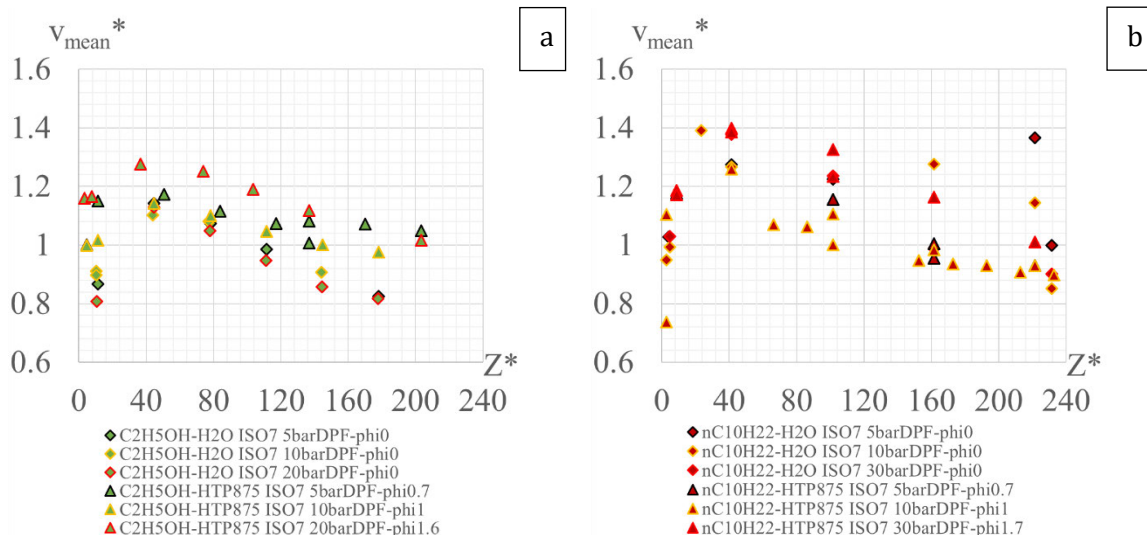 v_mean*
a
1.6
1.4
1.2
1
0.8
0.6
Z*
0 40 80 120 160 200 240
C2H5OH-H2O ISO7 5barDPF-phi0
C2H5OH-H2O ISO7 10barDPF-phi0
C2H5OH-H2O ISO7 20barDPF-phi0
C2H5OH-HTP875 ISO7 5barDPF-phi0.7
C2H5OH-HTP875 ISO7 10barDPF-phi1
C2H5OH-HTP875 ISO7 20barDPF-phi1.6
v_mean*
b
1.6
1.4
1.2
1
0.8
0.6
Z*
0 40 80 120 160 200 240
nC10H22-H2O ISO7 5barDPF-phi0
nC10H22-H2O ISO7 10barDPF-phi0
nC10H22-H2O ISO7 30barDPF-phi0
nC10H22-HTP875 ISO7 5barDPF-phi0.7
nC10H22-HTP875 ISO7 10barDPF-phi1
nC10H22-HTP875 ISO7 30barDPF-phi1.7